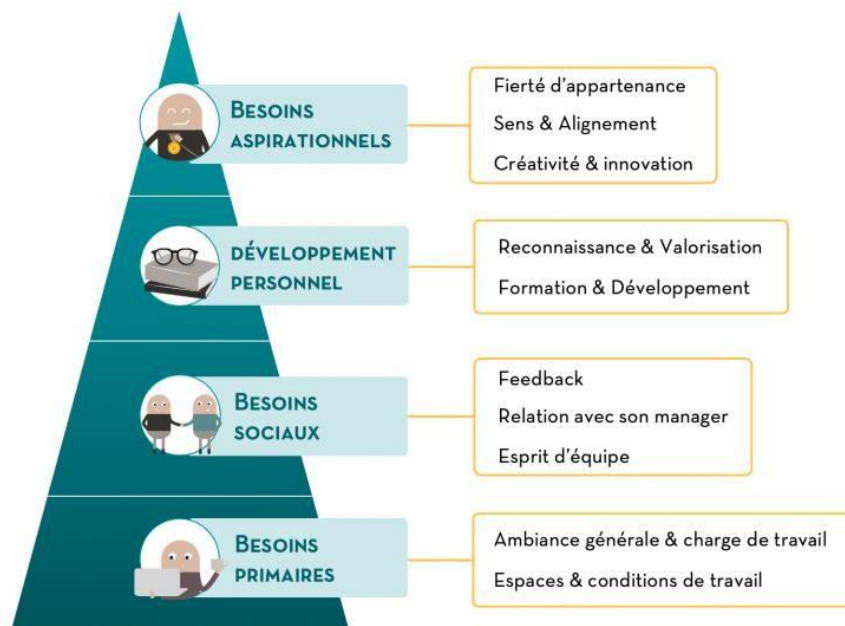 BESOINS
ASPIRATIONNELS
Fierté d'appartenance
Sens & Alignement
Créativité & innovation
DÉVELOPPEMENT
PERSONNEL
Reconnaissance & Valorisation
Formation & Développement
BESOINS
SOCIAUX
Feedback
Relation avec son manager
Esprit d'équipe
BESOINS
PRIMAIRES
Ambiance générale & charge de travail
Espaces & conditions de travail